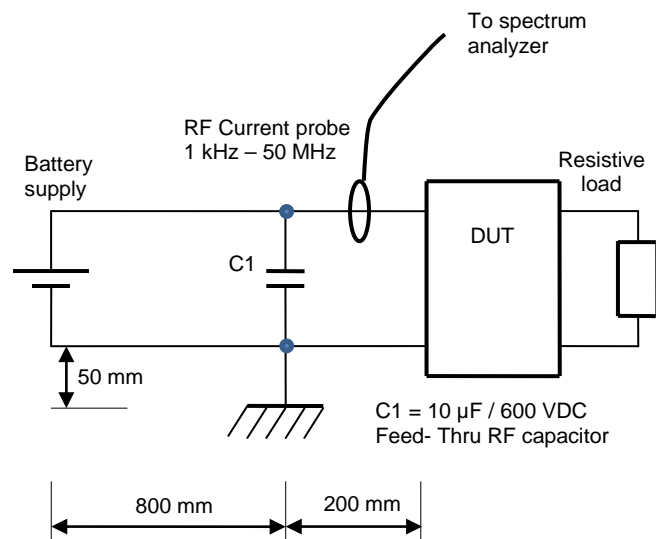 To spectrum
analyzer
RF Current probe
1 kHz – 50 MHz
Battery
supply
Resistive
load
DUT
C1
50 mm
C1 = 10 µF / 600 VDC
Feed- Thru RF capacitor
800 mm
200 mm